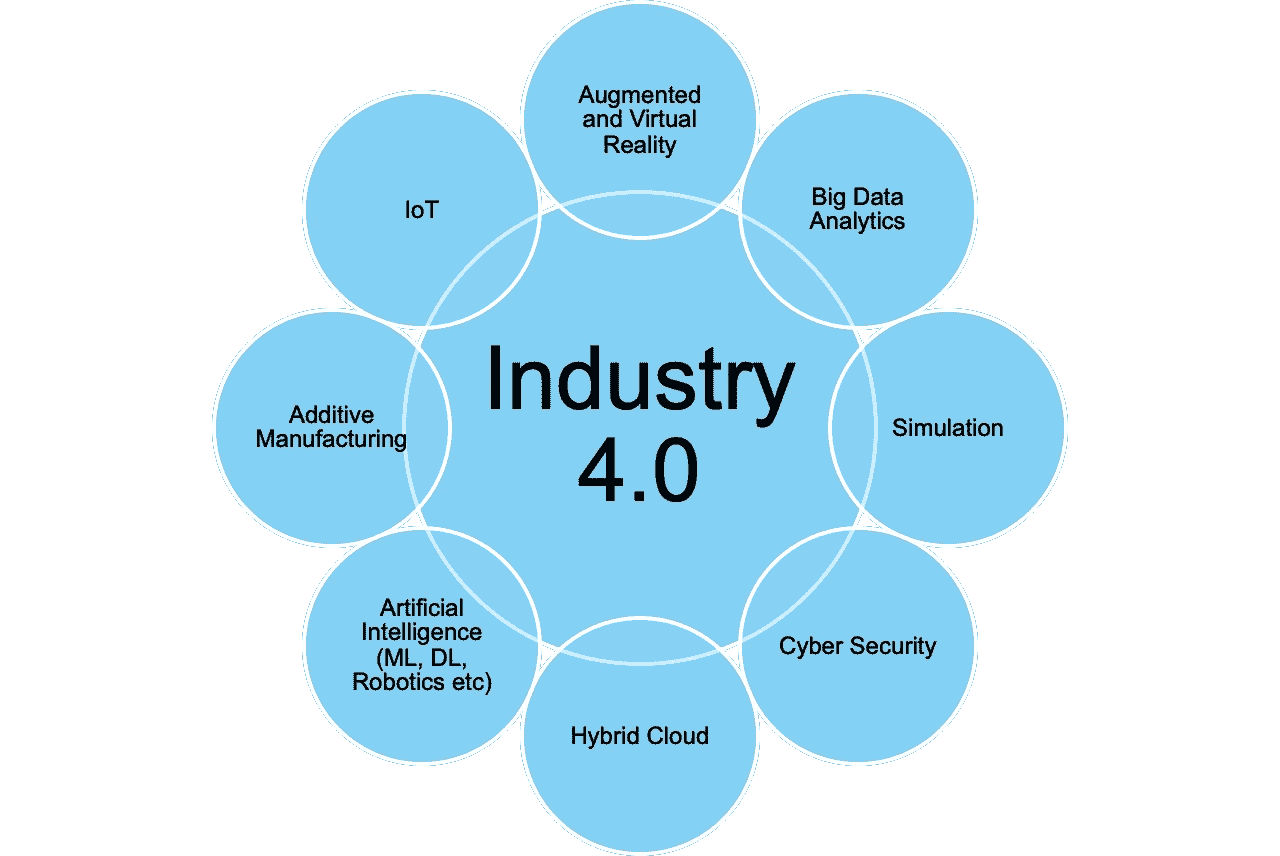 Augmented
and Virtual
Reality
Big Data
Analytics
IoT
Industry
4.0
Additive
Manufacturing
Simulation
Artificial
Intelligence
(ML, DL,
Robotics etc)
Cyber Security
Hybrid Cloud